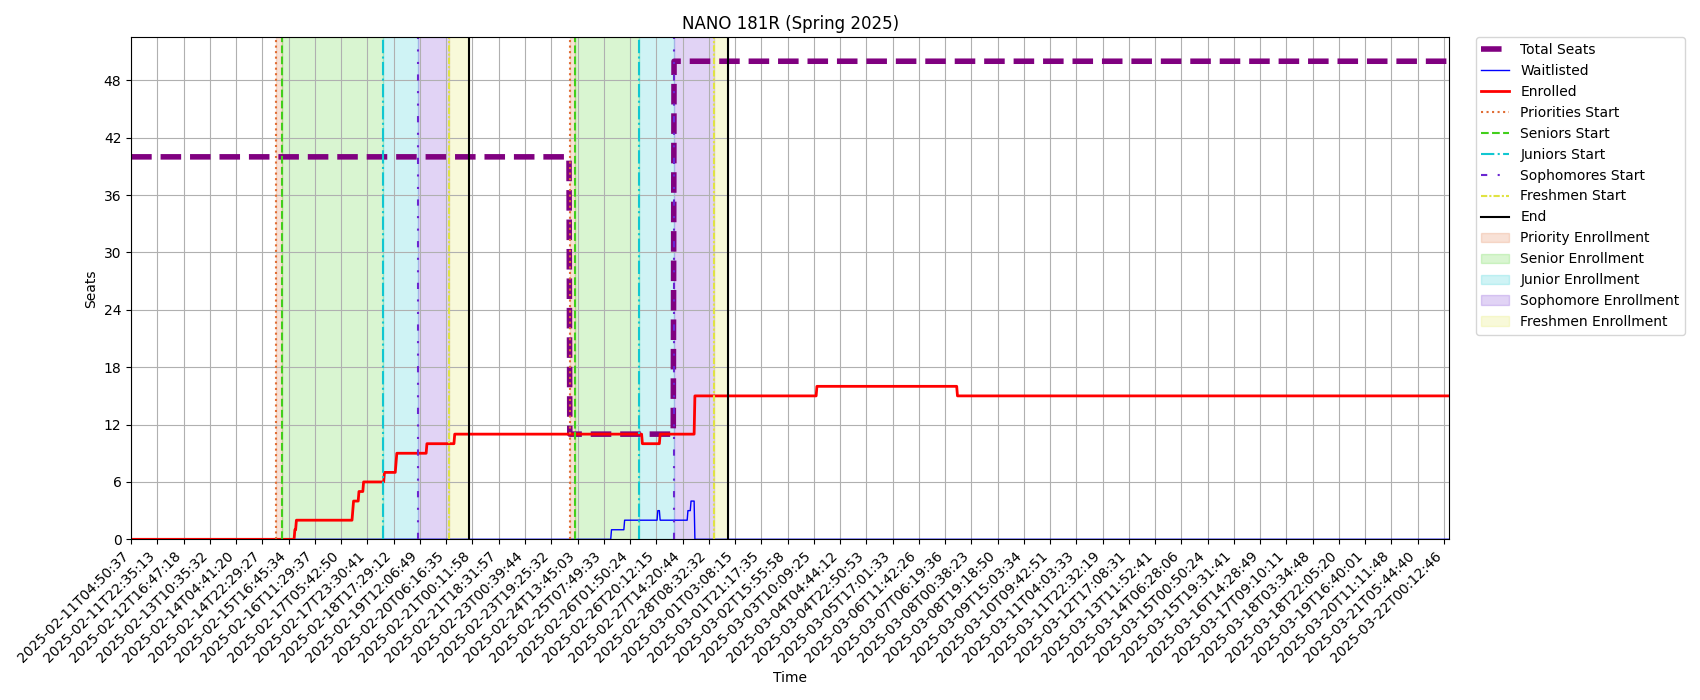 NANO 181R (Spring 2025)
Seats
48
42
36
30
24
18
12
6
0
2025-02-11T04:50:37
2025-02-11T22:35:13
2025-02-12T16:47:18
2025-02-13T10:35:32
2025-02-14T04:41:20
2025-02-14T22:29:27
2025-02-15T16:45:34
2025-02-16T11:29:37
2025-02-17T05:42:50
2025-02-17T23:30:41
2025-02-18T17:29:12
2025-02-19T12:06:49
2025-02-20T06:16:35
2025-02-21T00:11:58
2025-02-21T18:31:57
2025-02-23T00:39:44
2025-02-23T19:25:32
2025-02-24T13:45:03
2025-02-25T07:49:33
2025-02-26T01:50:24
2025-02-26T20:12:15
2025-02-27T14:20:44
2025-02-28T08:32:32
2025-03-01T03:08:15
2025-03-01T21:17:35
2025-03-02T15:55:58
2025-03-03T10:09:25
2025-03-04T04:44:12
2025-03-04T22:50:53
2025-03-05T17:01:33
2025-03-06T11:42:26
2025-03-07T06:19:36
2025-03-08T00:38:23
2025-03-08T19:18:50
2025-03-09T15:03:34
2025-03-10T09:42:51
2025-03-11T04:03:33
2025-03-11T22:32:19
2025-03-12T17:08:31
2025-03-13T11:52:41
2025-03-14T06:28:06
2025-03-15T00:50:24
2025-03-15T19:31:41
2025-03-16T14:28:49
2025-03-17T09:10:11
2025-03-18T03:34:48
2025-03-18T22:05:20
2025-03-19T16:40:01
2025-03-20T11:11:48
2025-03-21T05:44:40
2025-03-22T00:12:46
Time
Total Seats
Waitlisted
Enrolled
Priorities Start
Seniors Start
Juniors Start
Sophomores Start
Freshmen Start
End
Priority Enrollment
Senior Enrollment
Junior Enrollment
Sophomore Enrollment
Freshmen Enrollment